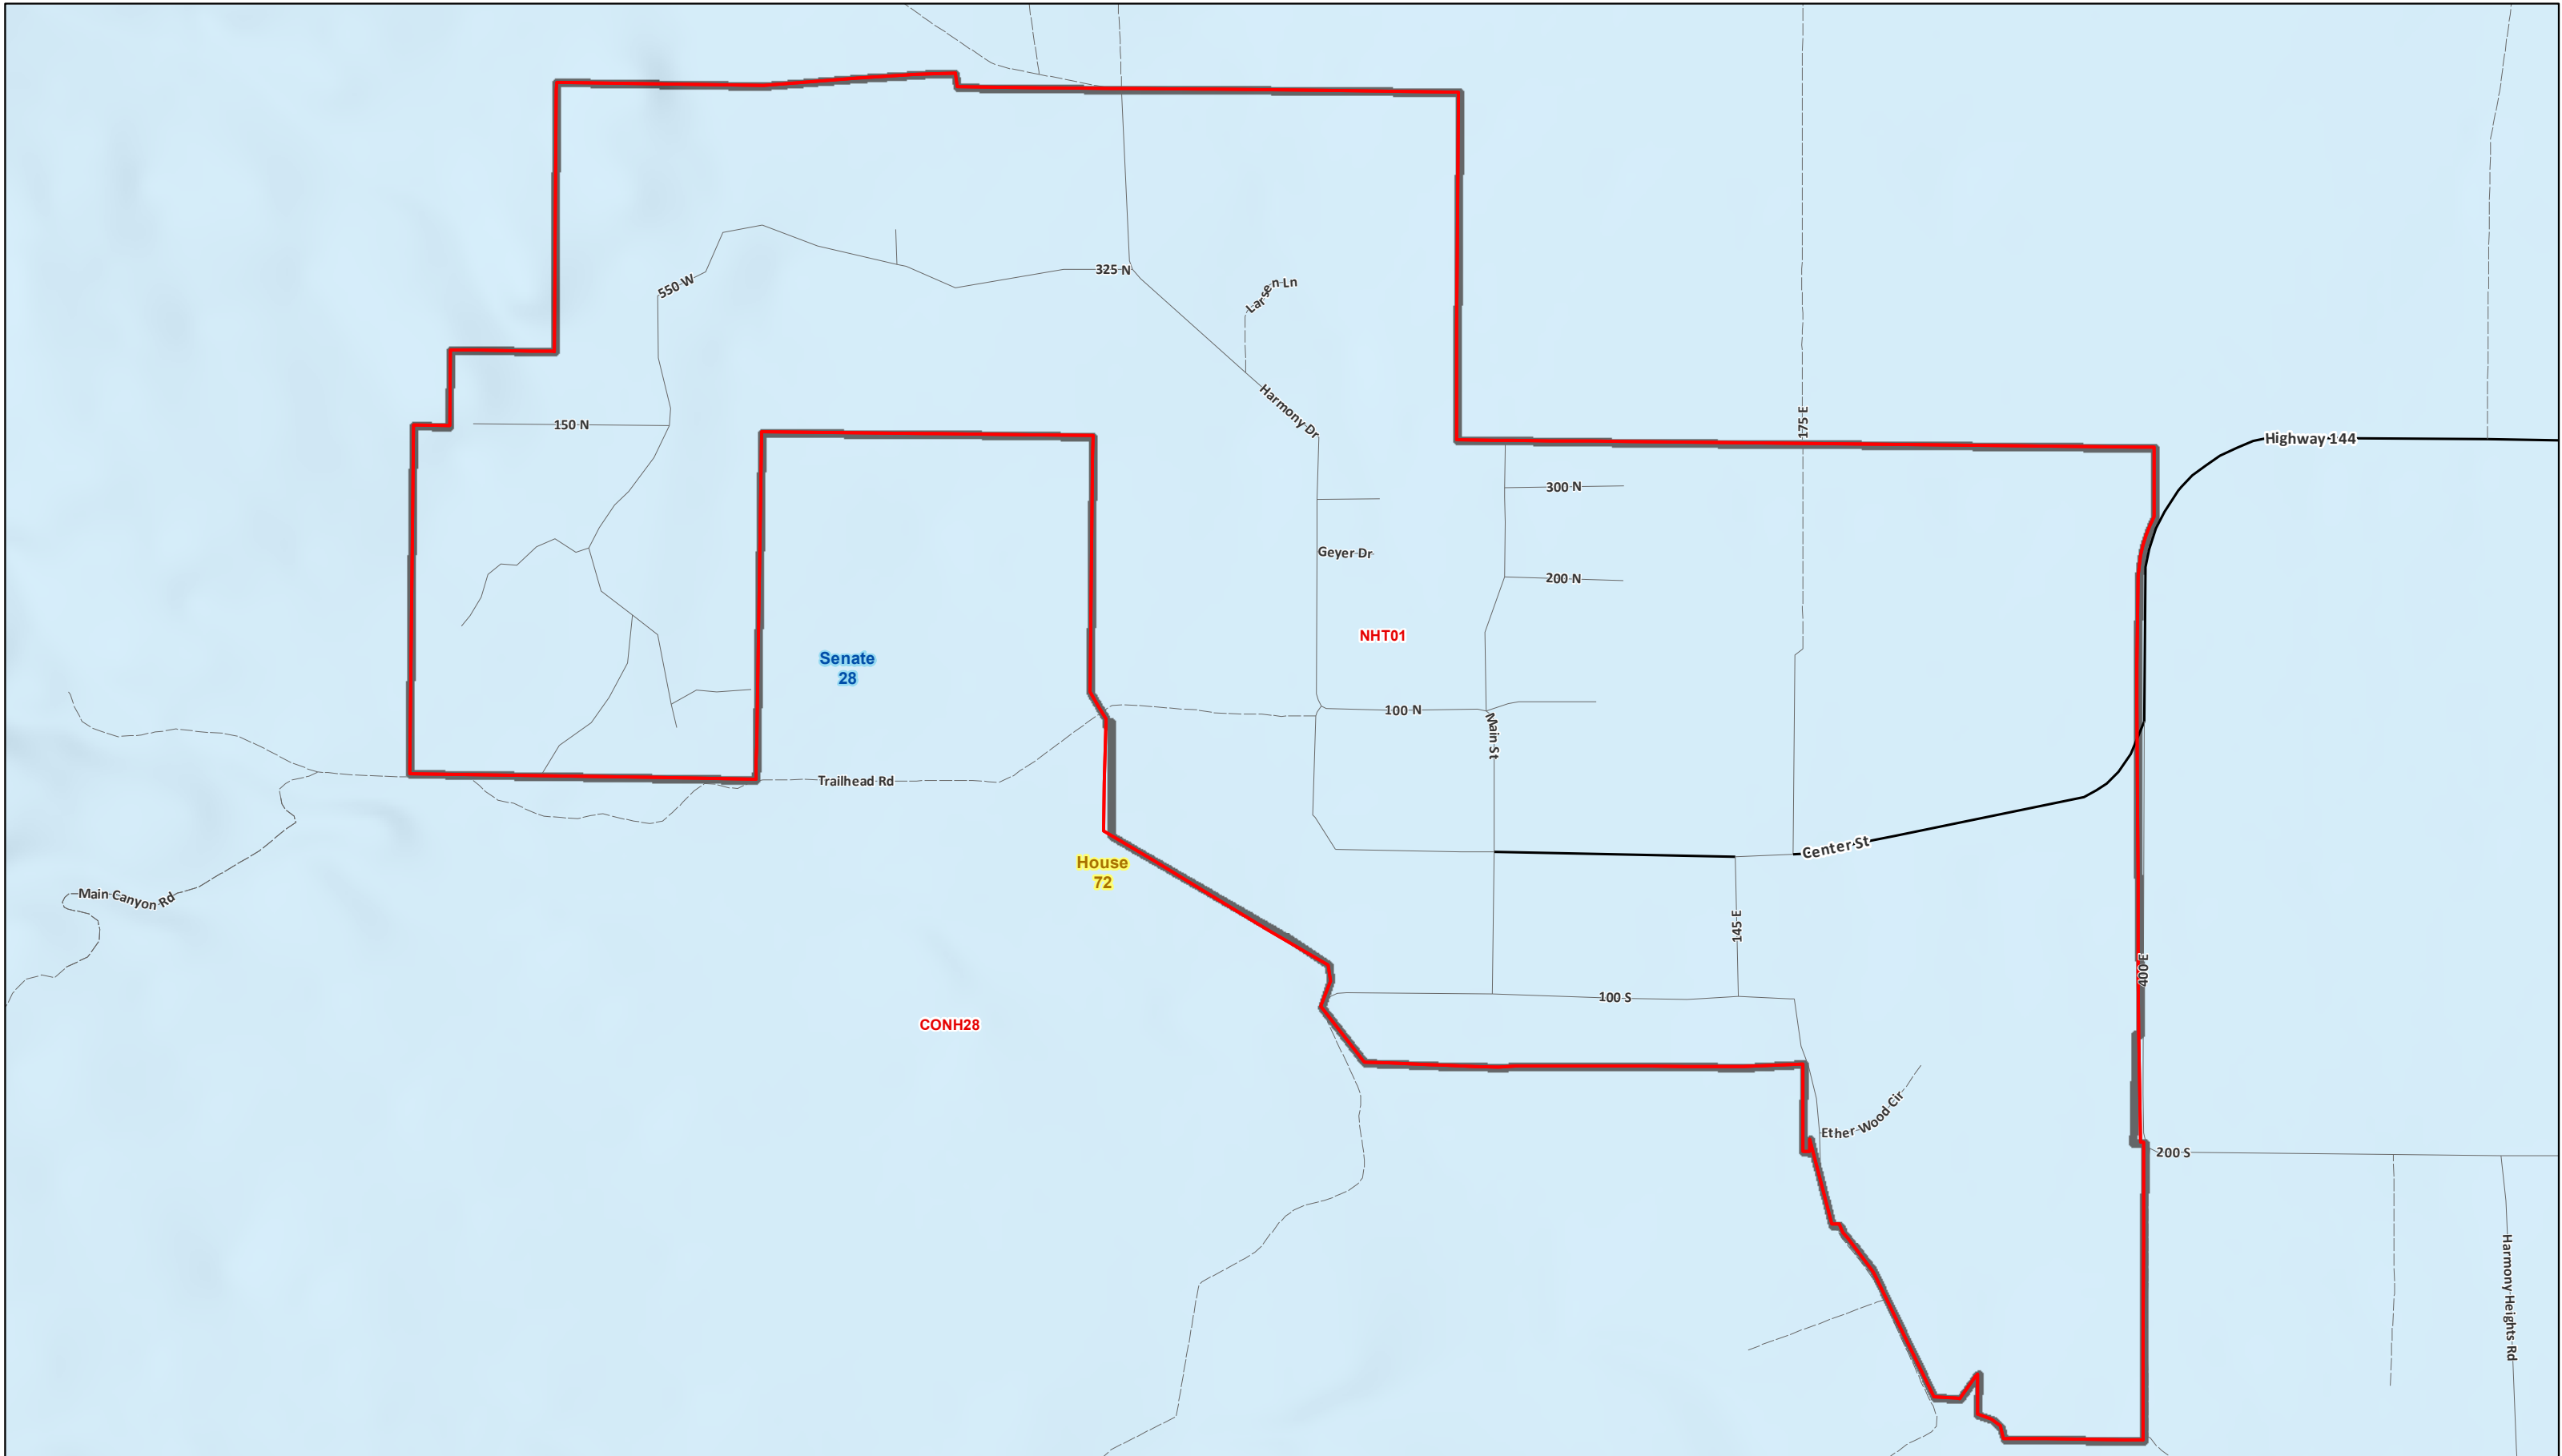 325 N
Larsen Ln
550 W
Harmony Dr
150 N
175 E
Highway 144
300 N
Geyer Dr
200 N
NHT01
Senate
28
100 N
Main St
Trailhead Rd
Center St
House
72
Main Canyon Rd
145 E
400 E
100 S
CONH28
Ether Wood Cir
200 S
Harmony Heights Rd